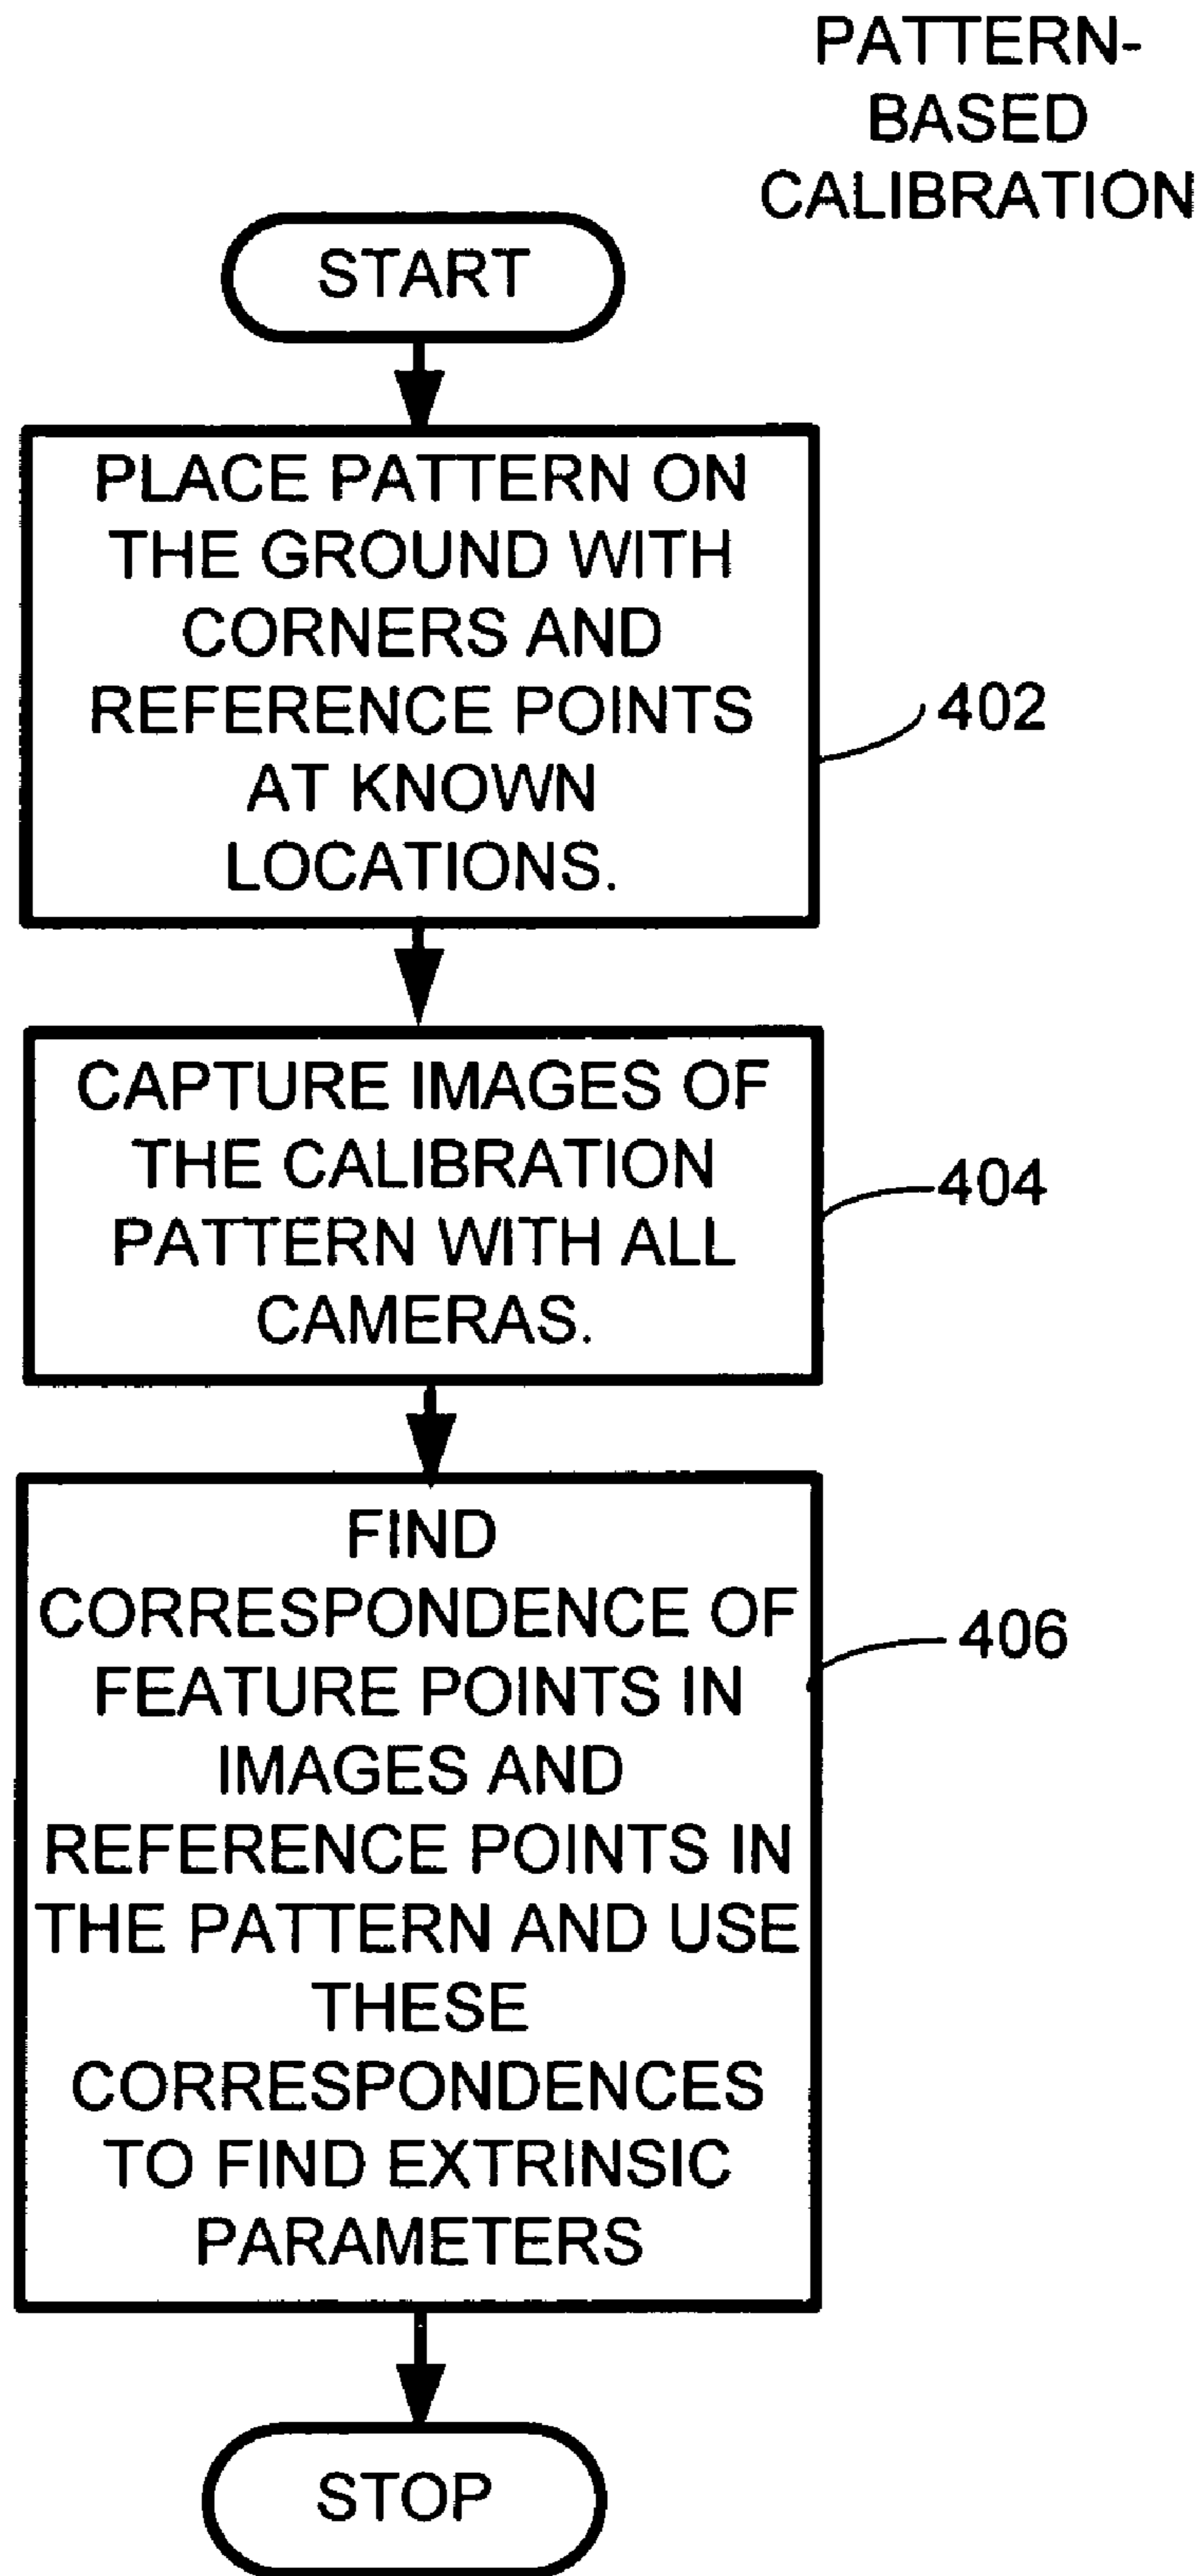 PATTERN-
BASED
CALIBRATION
START
PLACE PATTERN ON
THE GROUND WITH
CORNERS AND
REFERENCE POINTS
AT KNOWN
LOCATIONS.
402
CAPTURE IMAGES OF
THE CALIBRATION
PATTERN WITH ALL
CAMERAS.
404
FIND
CORRESPONDENCE OF
FEATURE POINTS IN
IMAGES AND
REFERENCE POINTS IN
THE PATTERN AND USE
THESE
CORRESPONDENCES
TO FIND EXTRINSIC
PARAMETERS
406
STOP